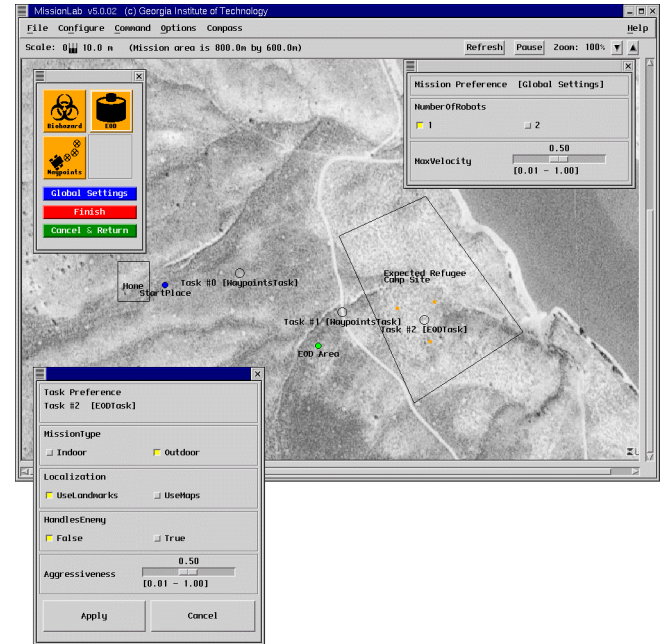 MissionLab v5.0.02 (c) Georgia Institute of Technology
File Configure Command Options Compass Help
Scale: 0 10.0 m (Mission area is 800.0m by 600.0m) Refresh Pause Zoom: 100%
Biohazard EOD
Waypoints
Global Settings
Finish
Cancel & Return
Mission Preference [Global Settings]
NumberOfRobots
1 2
0.50
MaxVelocity
[0.01 - 1.00]
Expected Refugee
Camp Site
Home
StartPlace
Task #0 [WaypointsTask]
Task #1 [WaypointsTask]
Task #2 [EODTask]
EOD Area
Task Preference
Task #2 [EODTask]
MissionType
Indoor Outdoor
Localization
UseLandmarks UseMaps
HandlesEnemy
False True
0.50
Aggressiveness
[0.01 - 1.00]
Apply Cancel